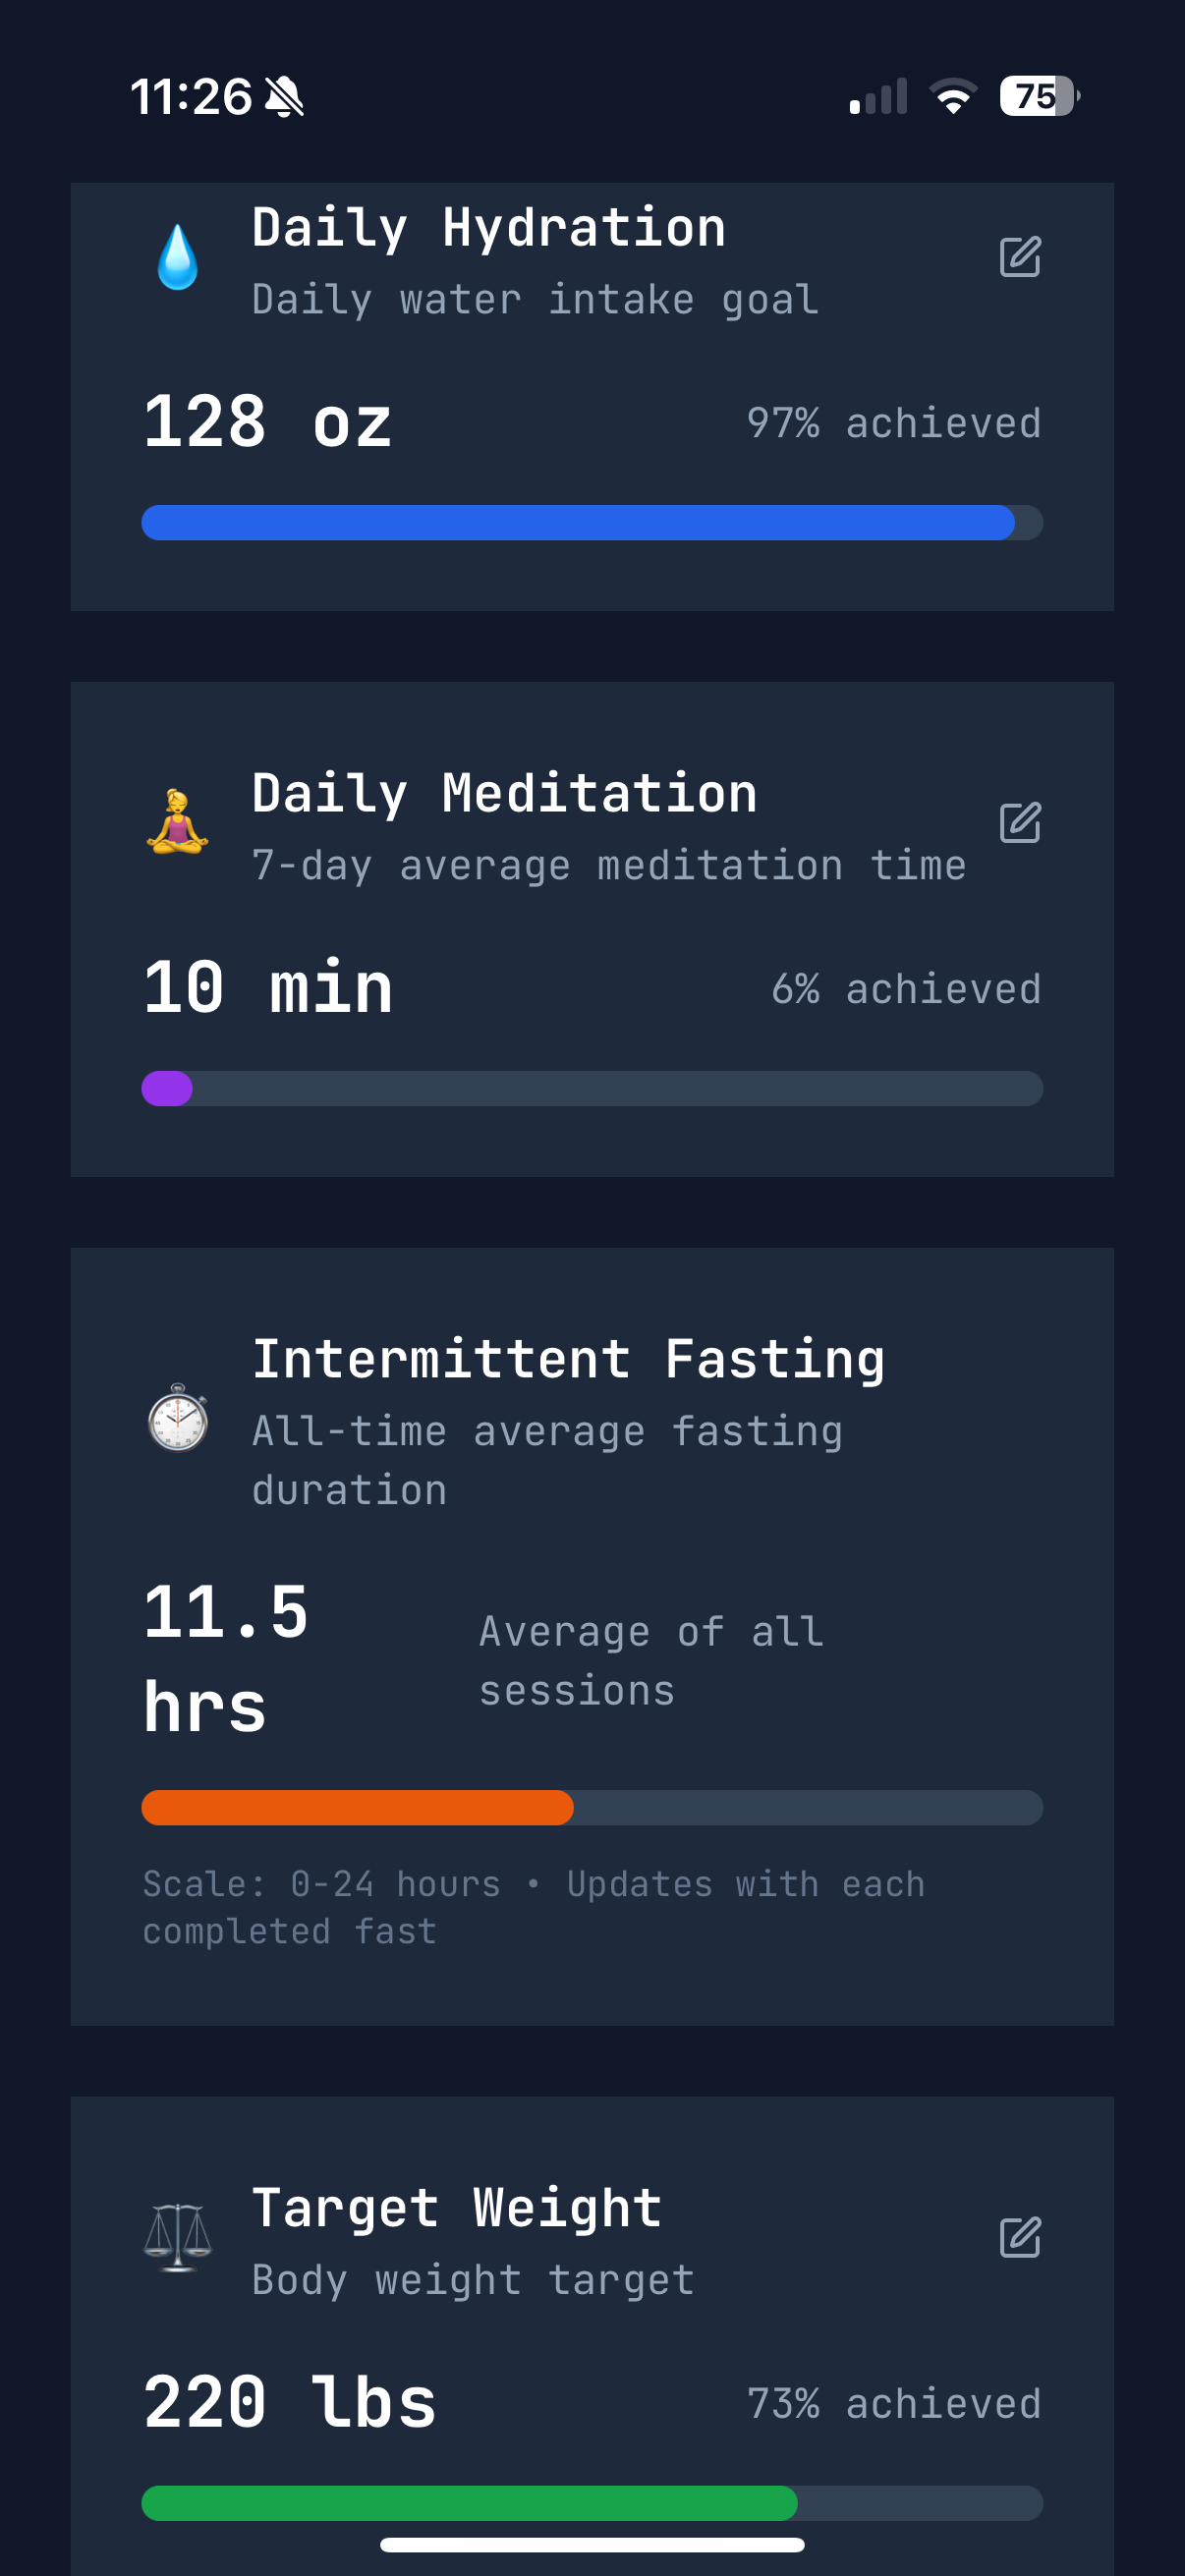 11:26
75
Daily Hydration
Daily water intake goal
128 oz
97% achieved
Daily Meditation
7-day average meditation time
10 min
6% achieved
Intermittent Fasting
All-time average fasting
duration
11.5
hrs
Average of all
sessions
Scale: 0-24 hours • Updates with each
completed fast
Target Weight
Body weight target
220 lbs
73% achieved